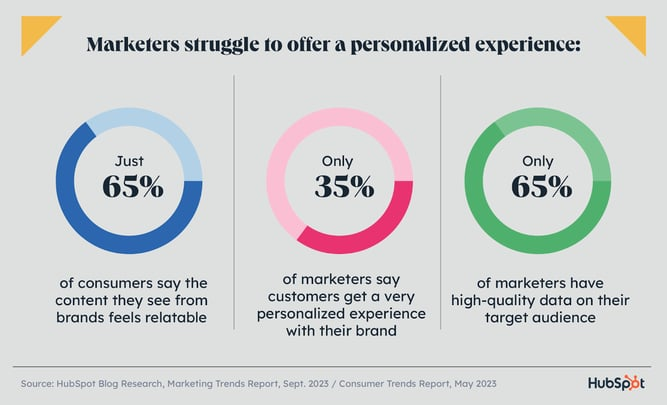 Marketers struggle to offer a personalized experience:
Just
65%
of consumers say the
content they see from
brands feels relatable
Only
35%
of marketers say
customers get a very
personalized experience
with their brand
Only
65%
of marketers have
high-quality data on their
target audience
Source: HubSpot Blog Research, Marketing Trends Report, Sept. 2023 / Consumer Trends Report, May 2023
HubSpot